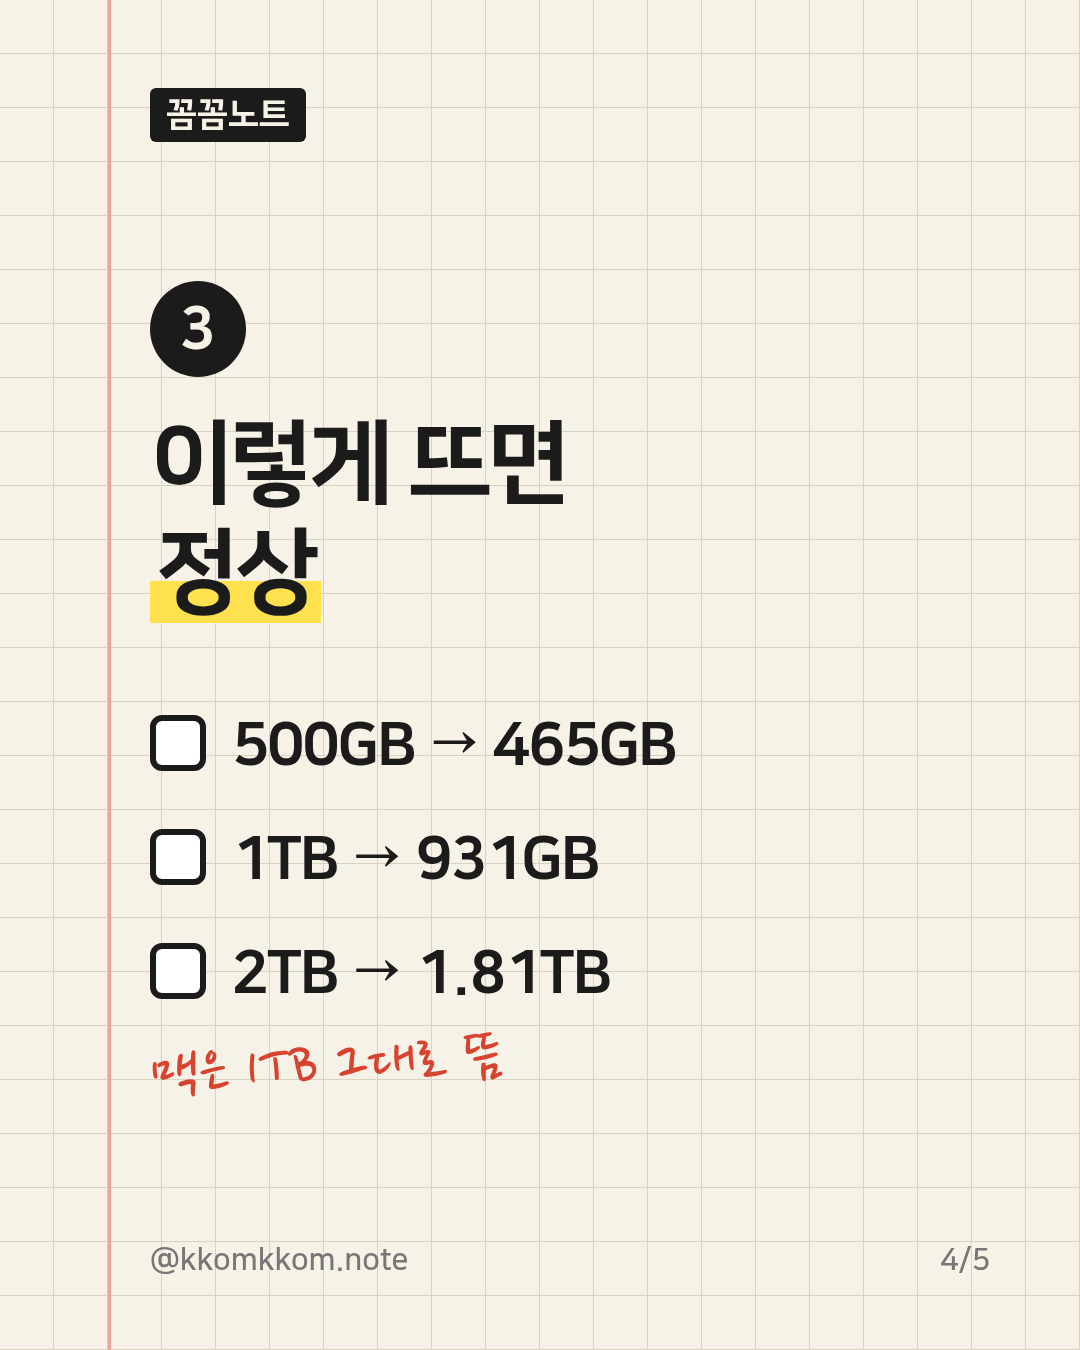 꼼꼼노트
3
이렇게 뜨면
정상
500GB → 465GB
1TB → 931GB
2TB → 1.81TB
맥은 1TB 그대로 뜸
@kkomkkom.note
4/5